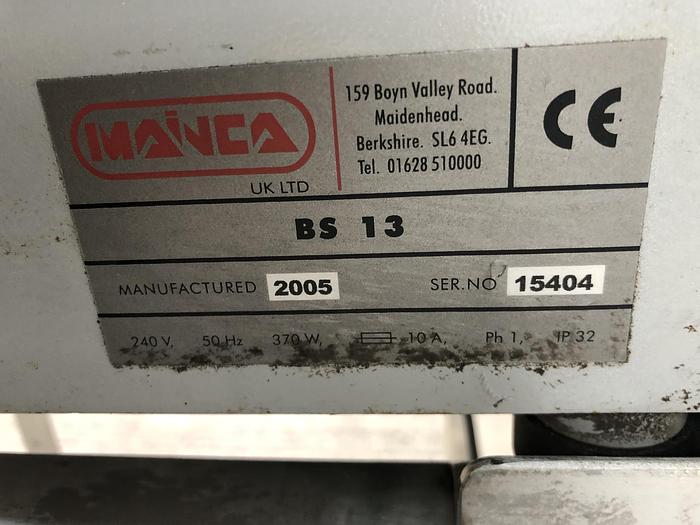 MAINCA
UK LTD
159 Boyn Valley Road.
Maidenhead.
Berkshire. SL6 4EG.
Tel. 01628 510000
CE
BS 13
MANUFACTURED 2005 SER.NO 15404
240 V, 50 Hz 370 W, 10 A, Ph 1, IP 32